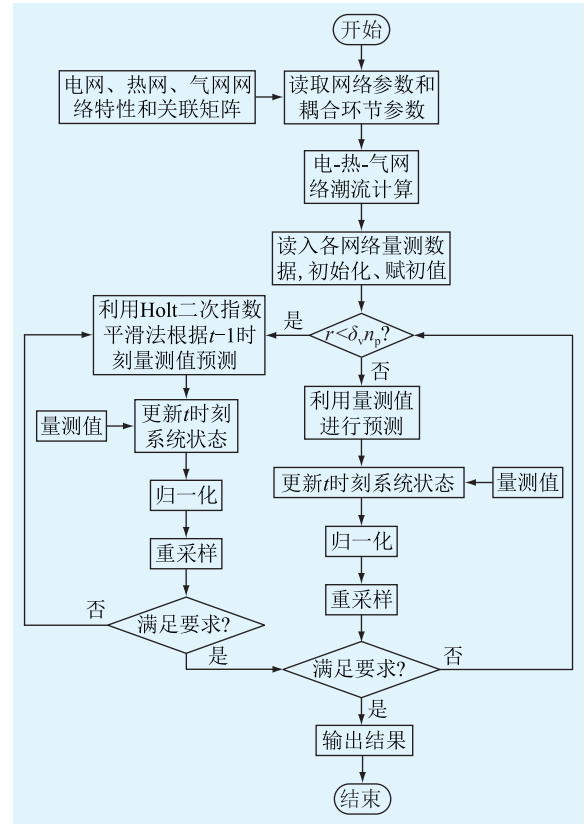 开始
电网、热网、气网网
络特性和关联矩阵
读取网络参数和
耦合环节参数
电-热-气网
络潮流计算
读入各网络量测数
据,初始化、赋初值
利用Holt二次指数
平滑法根据t−1时
刻量测值预测
是
r<δvnp?
否
利用量测值
进行预测
量测值
更新t时刻
系统状态
更新t时刻系统状态
量测值
归一化
归一化
重采样
重采样
否
满足要求?
是
满足要求?
否
是
输出结果
结束